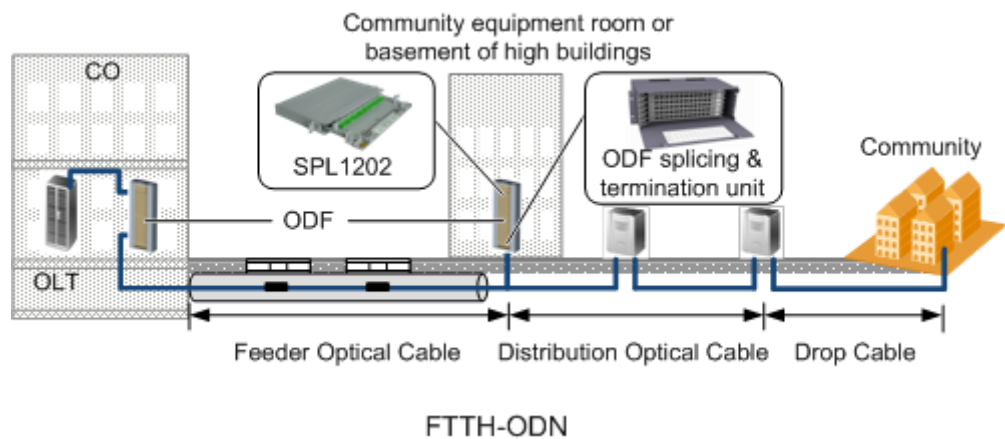 Community equipment room or
basement of high buildings
CO
SPL1202
ODF splicing &
termination unit
Community
ODF
OLT
Feeder Optical Cable
Distribution Optical Cable
Drop Cable
FTTH-ODN